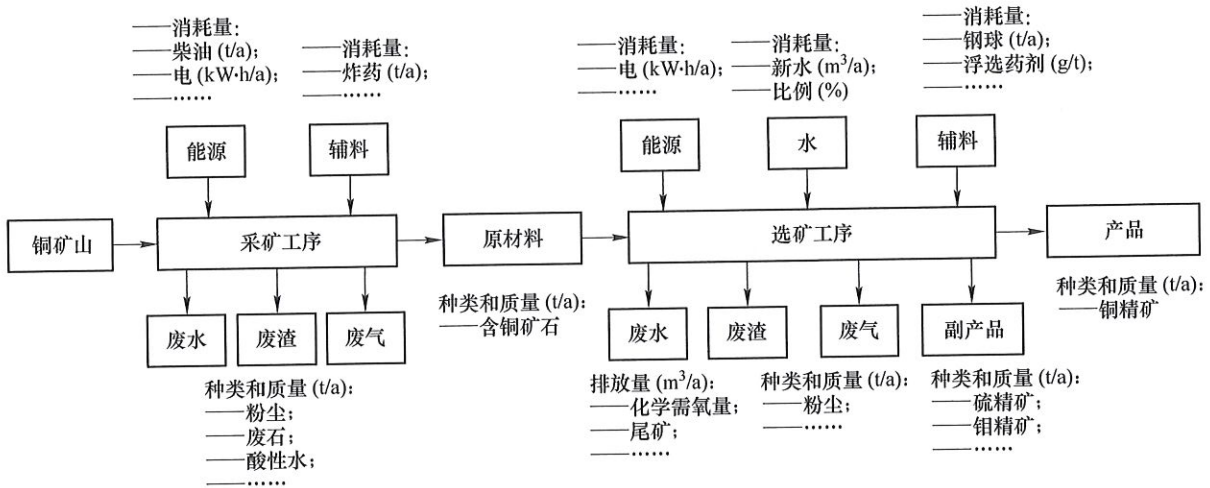 ——消耗量:
——柴油 (t/a);
——电 (kW·h/a);
——······
——消耗量:
——炸药 (t/a);
——······
——消耗量:
——电 (kW·h/a);
——······
——消耗量:
——新水 (m³/a);
——比例 (%)
——消耗量:
——钢球 (t/a);
——浮选药剂 (g/t);
——······
能源
辅料
能源
水
辅料
铜矿山
采矿工序
原材料
选矿工序
产品
种类和质量 (t/a):
——含铜矿石
种类和质量 (t/a):
——铜精矿
废水
废渣
废气
废水
废渣
废气
副产品
种类和质量 (t/a):
——粉尘;
——废石;
——酸性水;
——······
排放量 (m³/a):
——化学需氧量;
——尾矿;
——······
种类和质量 (t/a):
——粉尘;
——······
种类和质量 (t/a):
——硫精矿;
——钼精矿;
——······